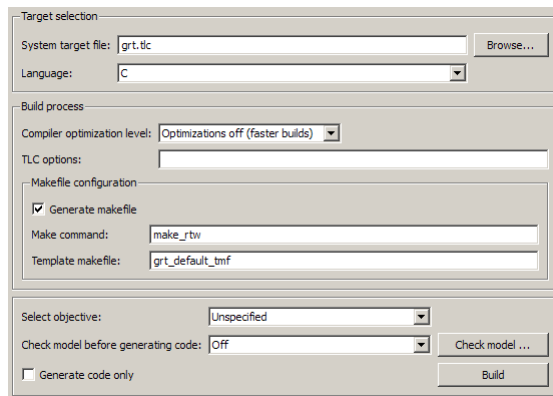 Target selection
System target file: grt.tlc Browse...
Language: C
Build process
Compiler optimization level: Optimizations off (faster builds)
TLC options:
Makefile configuration
Generate makefile
Make command: make_rtw
Template makefile: grt_default_tmf
Select objective: Unspecified
Check model before generating code: Off Check model ...
Generate code only Build